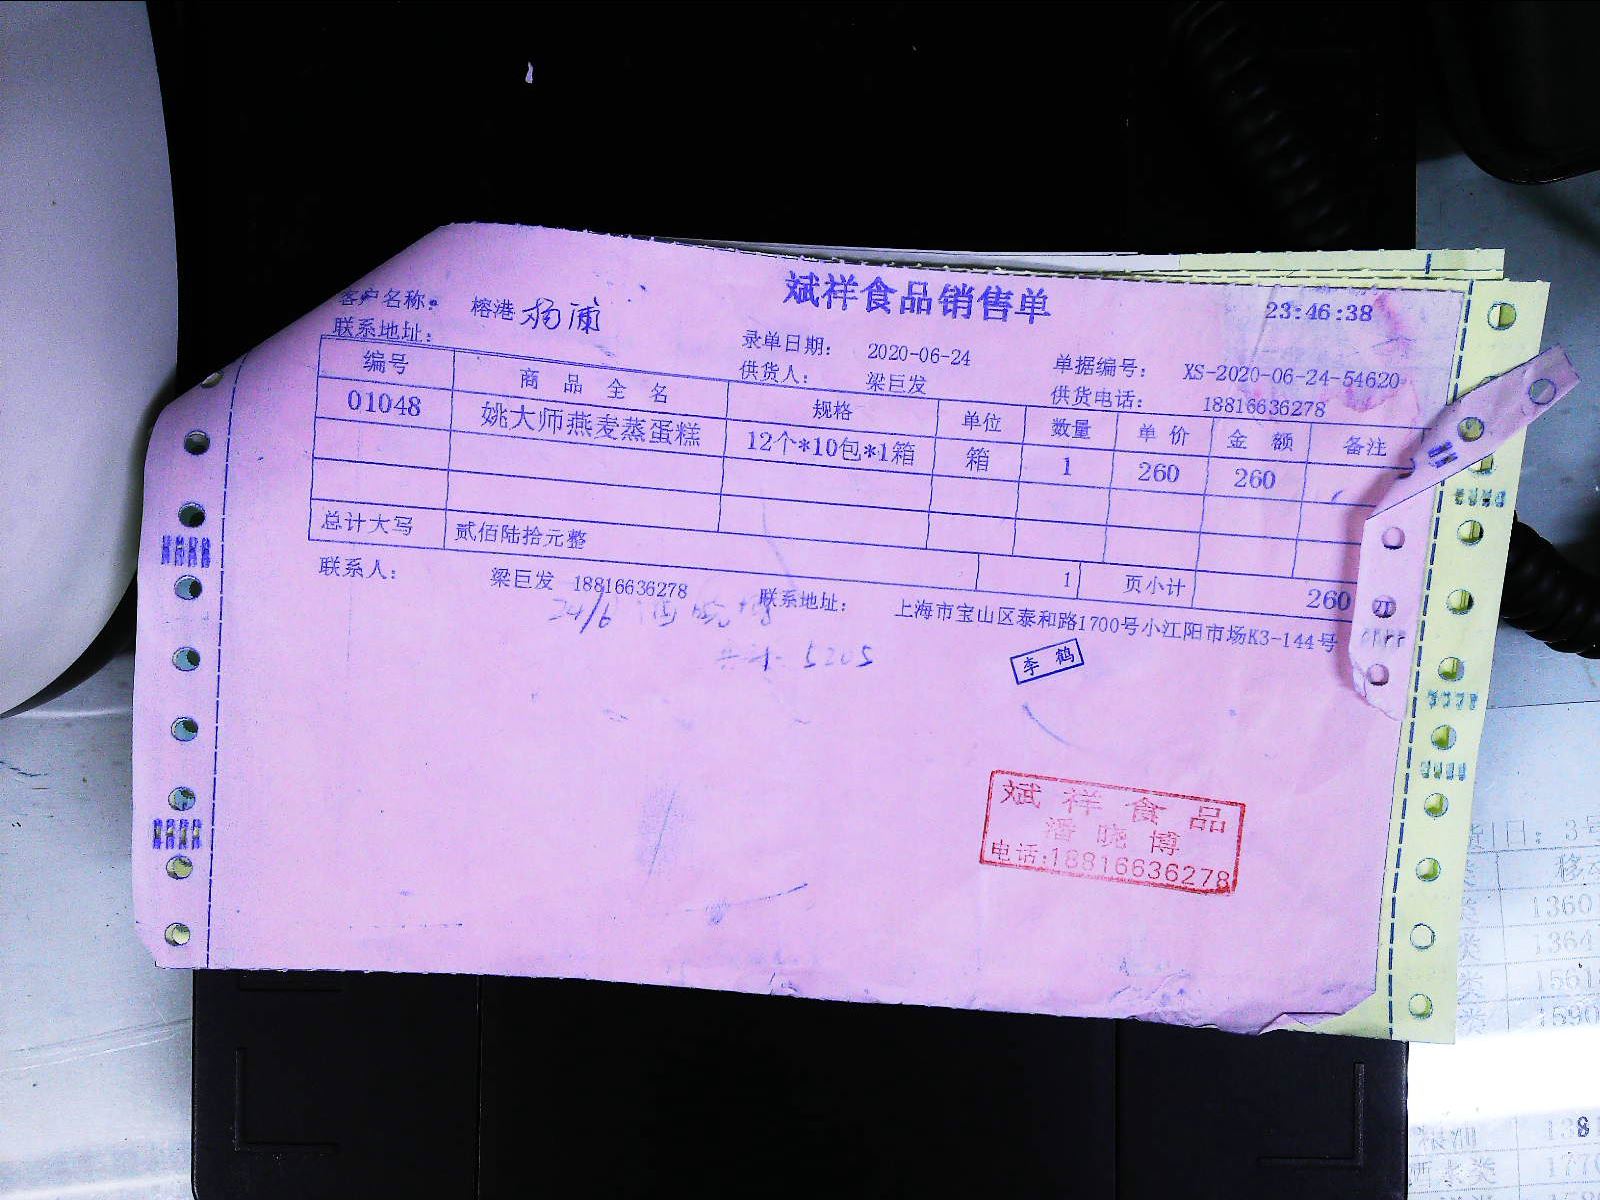 斌祥食品销售单
23:46:38
客户名称： 榕港 杨浦
录单日期： 2020-06-24
单据编号： XS-2020-06-24-54620
联系地址：
供货人： 梁巨发
供货电话： 18816636278
编号 商品全名 规格 单位 数量 单价 金额 备注
01048 姚大师燕麦蒸蛋糕 12个*10包*1箱 箱 1 260 260
总计大写 贰佰陆拾元整 1 页小计 260
联系人： 梁巨发 18816636278 联系地址： 上海市宝山区泰和路1700号小江阳市场K3-144号
24/6
5205
李鹤
斌祥食品
潘晓博
电话:18816636278